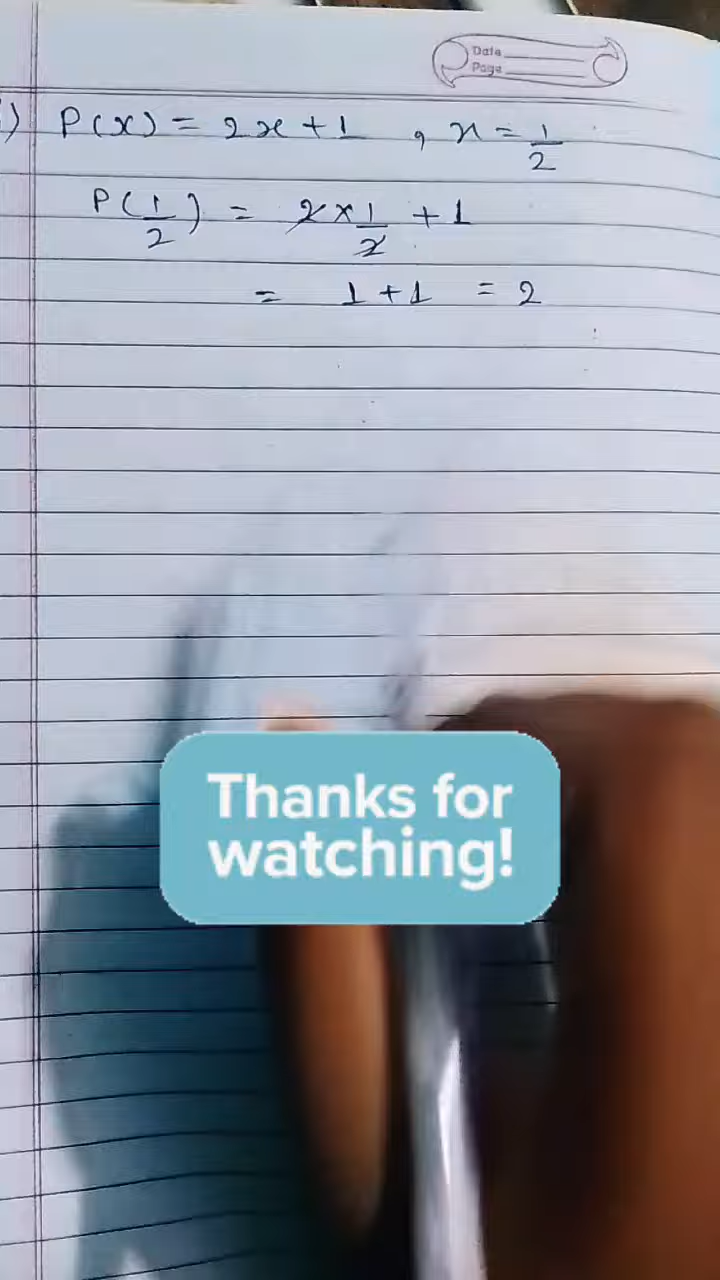 Date
Page
i) P(x) = 2x + 1 , x = 1/2
P(1/2) = 2 × 1/2 + 1
= 1 + 1 = 2
Thanks for
watching!